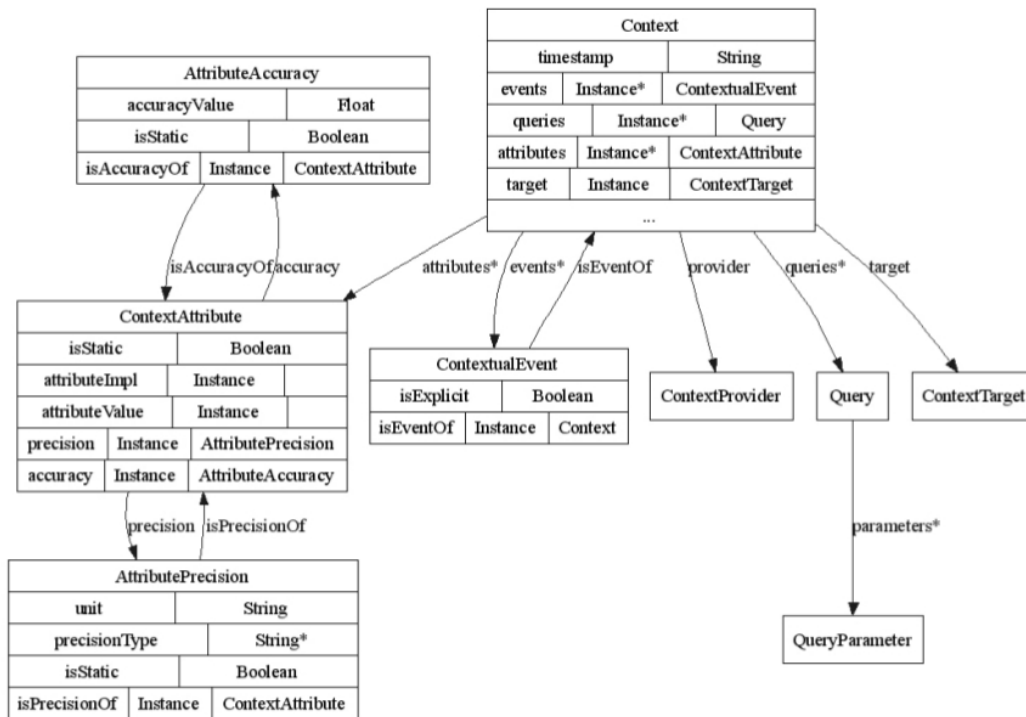 Context
timestamp String
events Instance* ContextualEvent
queries Instance* Query
attributes Instance* ContextAttribute
target Instance ContextTarget
...
AttributeAccuracy
accuracyValue Float
isStatic Boolean
isAccuracyOf Instance ContextAttribute
isAccuracyOf accuracy attributes* events* isEventOf provider queries* target
ContextAttribute
isStatic Boolean
attributeImpl Instance
attributeValue Instance
precision Instance AttributePrecision
accuracy Instance AttributeAccuracy
ContextualEvent
isExplicit Boolean
isEventOf Instance Context
ContextProvider Query ContextTarget
precision isPrecisionOf parameters*
AttributePrecision
unit String
precisionType String*
isStatic Boolean
isPrecisionOf Instance ContextAttribute
QueryParameter